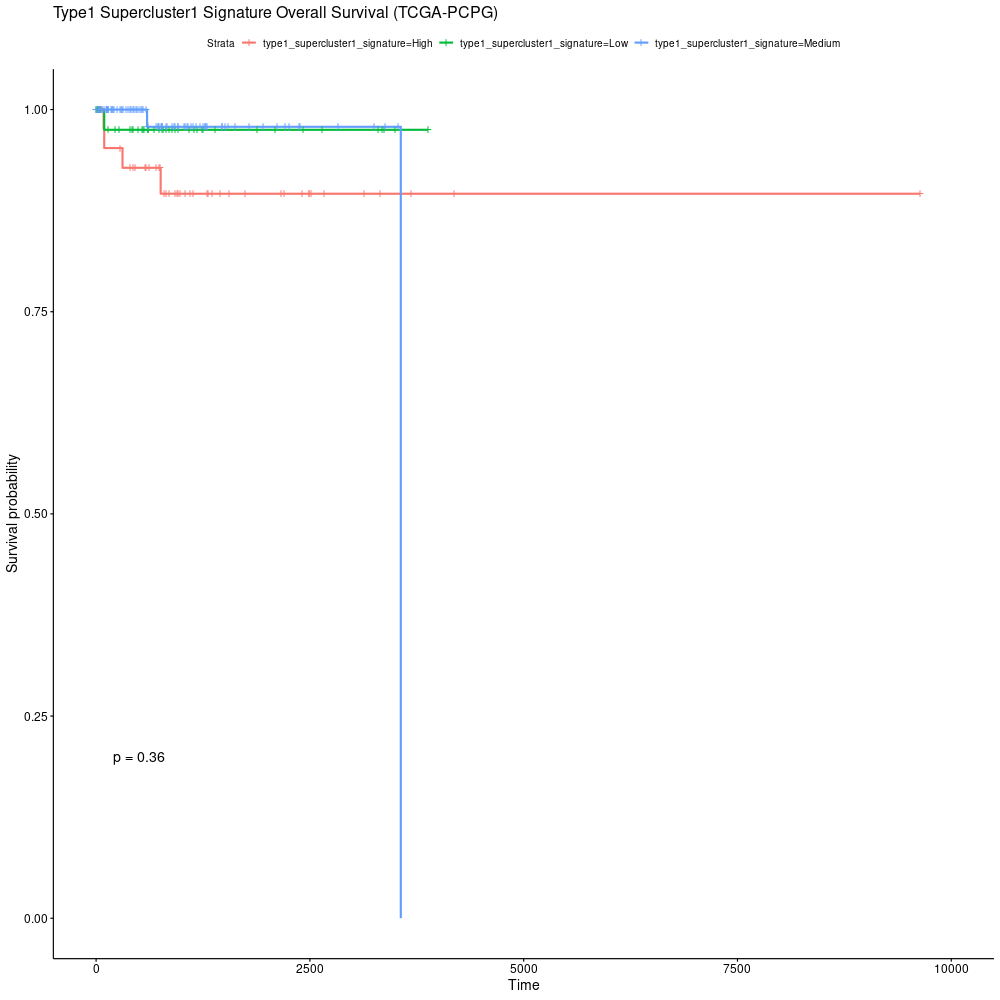 Type1 Supercluster1 Signature Overall Survival (TCGA-PCPG)
Strata type1_supercluster1_signature=High type1_supercluster1_signature=Low type1_supercluster1_signature=Medium
1.00
0.75
0.50
0.25
0.00
Survival probability
p = 0.36
0 2500 5000 7500 10000
Time